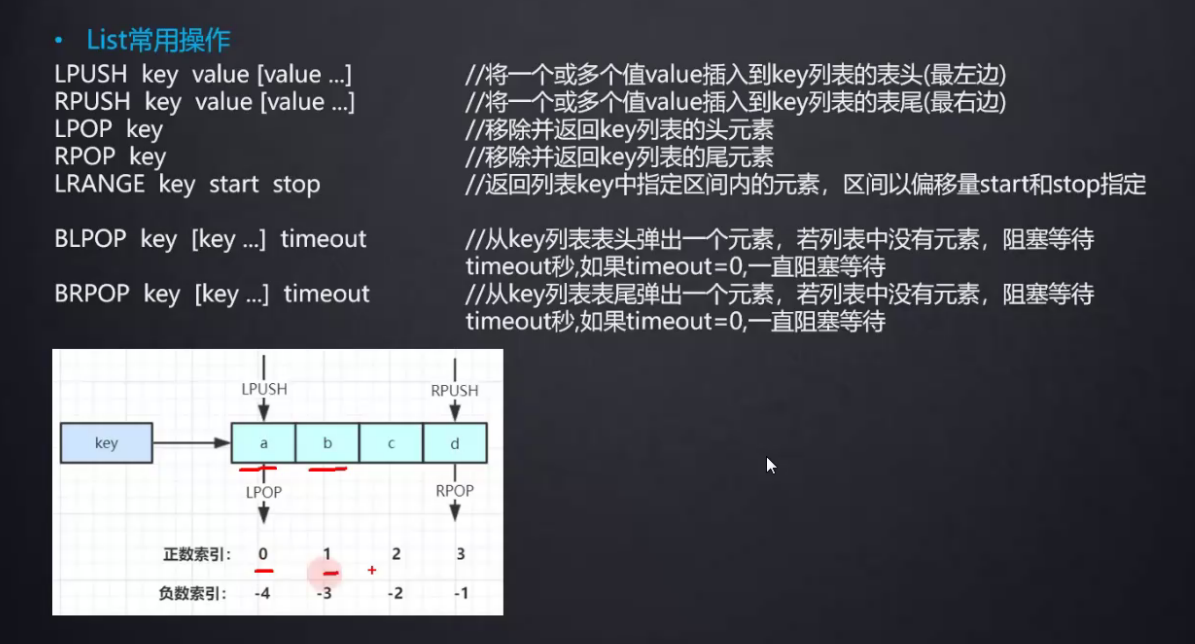 • List常用操作
LPUSH key value [value ...] //将一个或多个值value插入到key列表的表头(最左边)
RPUSH key value [value ...] //将一个或多个值value插入到key列表的表尾(最右边)
LPOP key //移除并返回key列表的头元素
RPOP key //移除并返回key列表的尾元素
LRANGE key start stop //返回列表key中指定区间内的元素，区间以偏移量start和stop指定
BLPOP key [key ...] timeout //从key列表表头弹出一个元素，若列表中没有元素，阻塞等待
timeout秒,如果timeout=0,一直阻塞等待
BRPOP key [key ...] timeout //从key列表表尾弹出一个元素，若列表中没有元素，阻塞等待
timeout秒,如果timeout=0,一直阻塞等待
LPUSH RPUSH
key a b c d
LPOP RPOP
正数索引: 0 1 2 3
负数索引: -4 -3 -2 -1